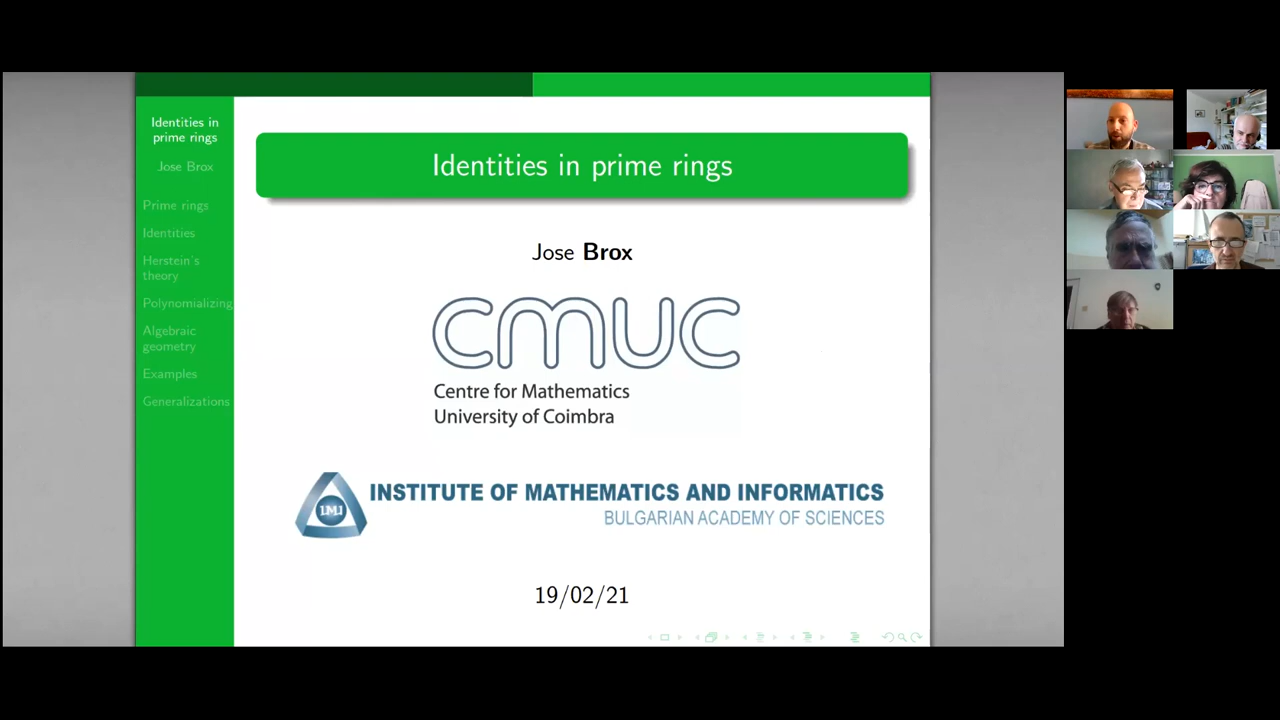 Identities in
prime rings
Jose Brox
Prime rings
Identities
Herstein's
theory
Polynomializing
Algebraic
geometry
Examples
Generalizations
Identities in prime rings
Jose Brox
cmuc
Centre for Mathematics
University of Coimbra
IMI
INSTITUTE OF MATHEMATICS AND INFORMATICS
BULGARIAN ACADEMY OF SCIENCES
19/02/21